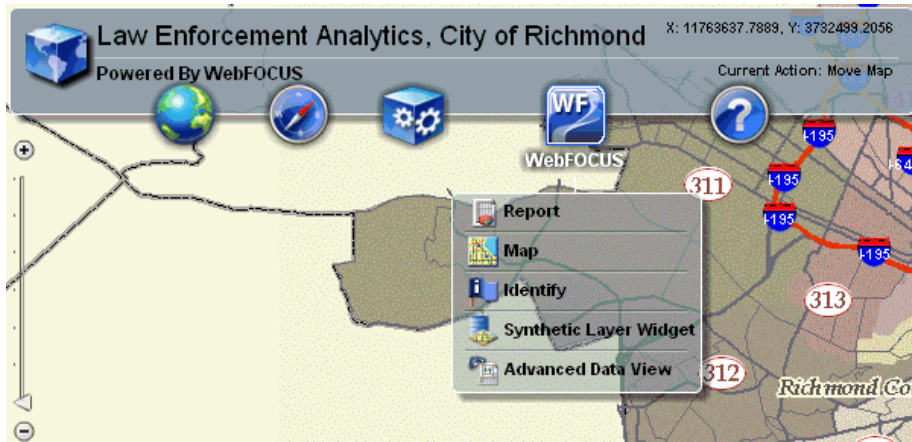 Law Enforcement Analytics, City of Richmond
X: 11763637.7889, Y: 3732499.2056
Powered By WebFOCUS
Current Action: Move Map
WF
?
WebFOCUS
I-195
I-195
I-195
I-195
311
313
312
Report
Map
Identify
Synthetic Layer Widget
Advanced Data View
Richmond Co